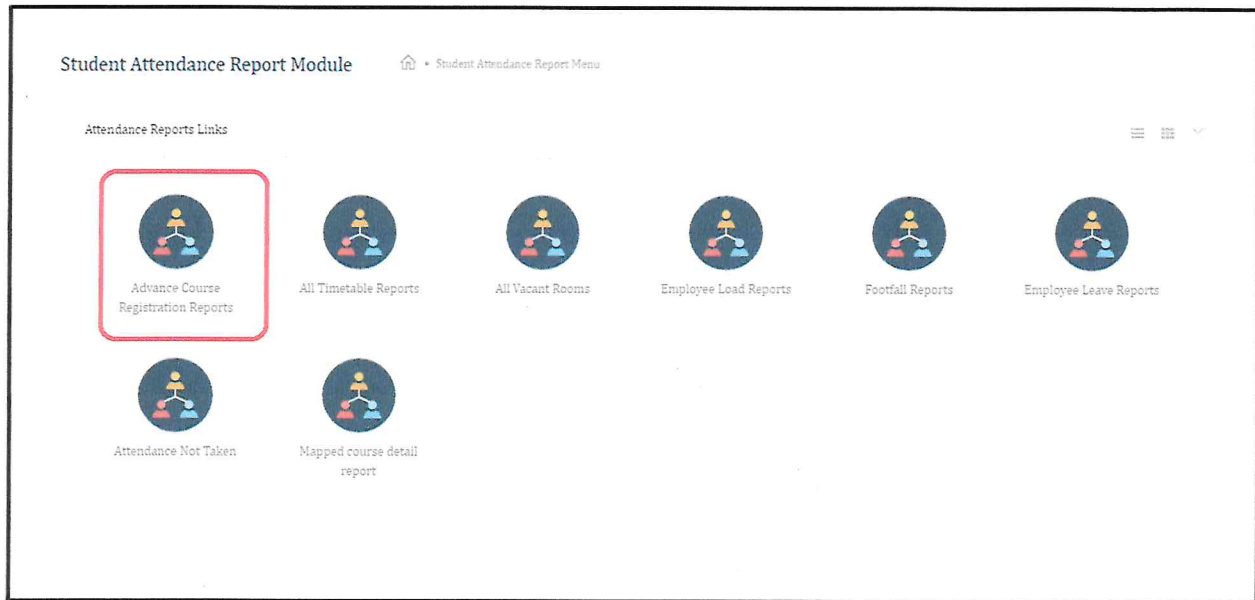 Student Attendance Report Module
• Student Attendance Report Menu
Attendance Reports Links
Advance Course
Registration Reports
All Timetable Reports
All Vacant Rooms
Employee Load Reports
Footfall Reports
Employee Leave Reports
Attendance Not Taken
Mapped course detail
report